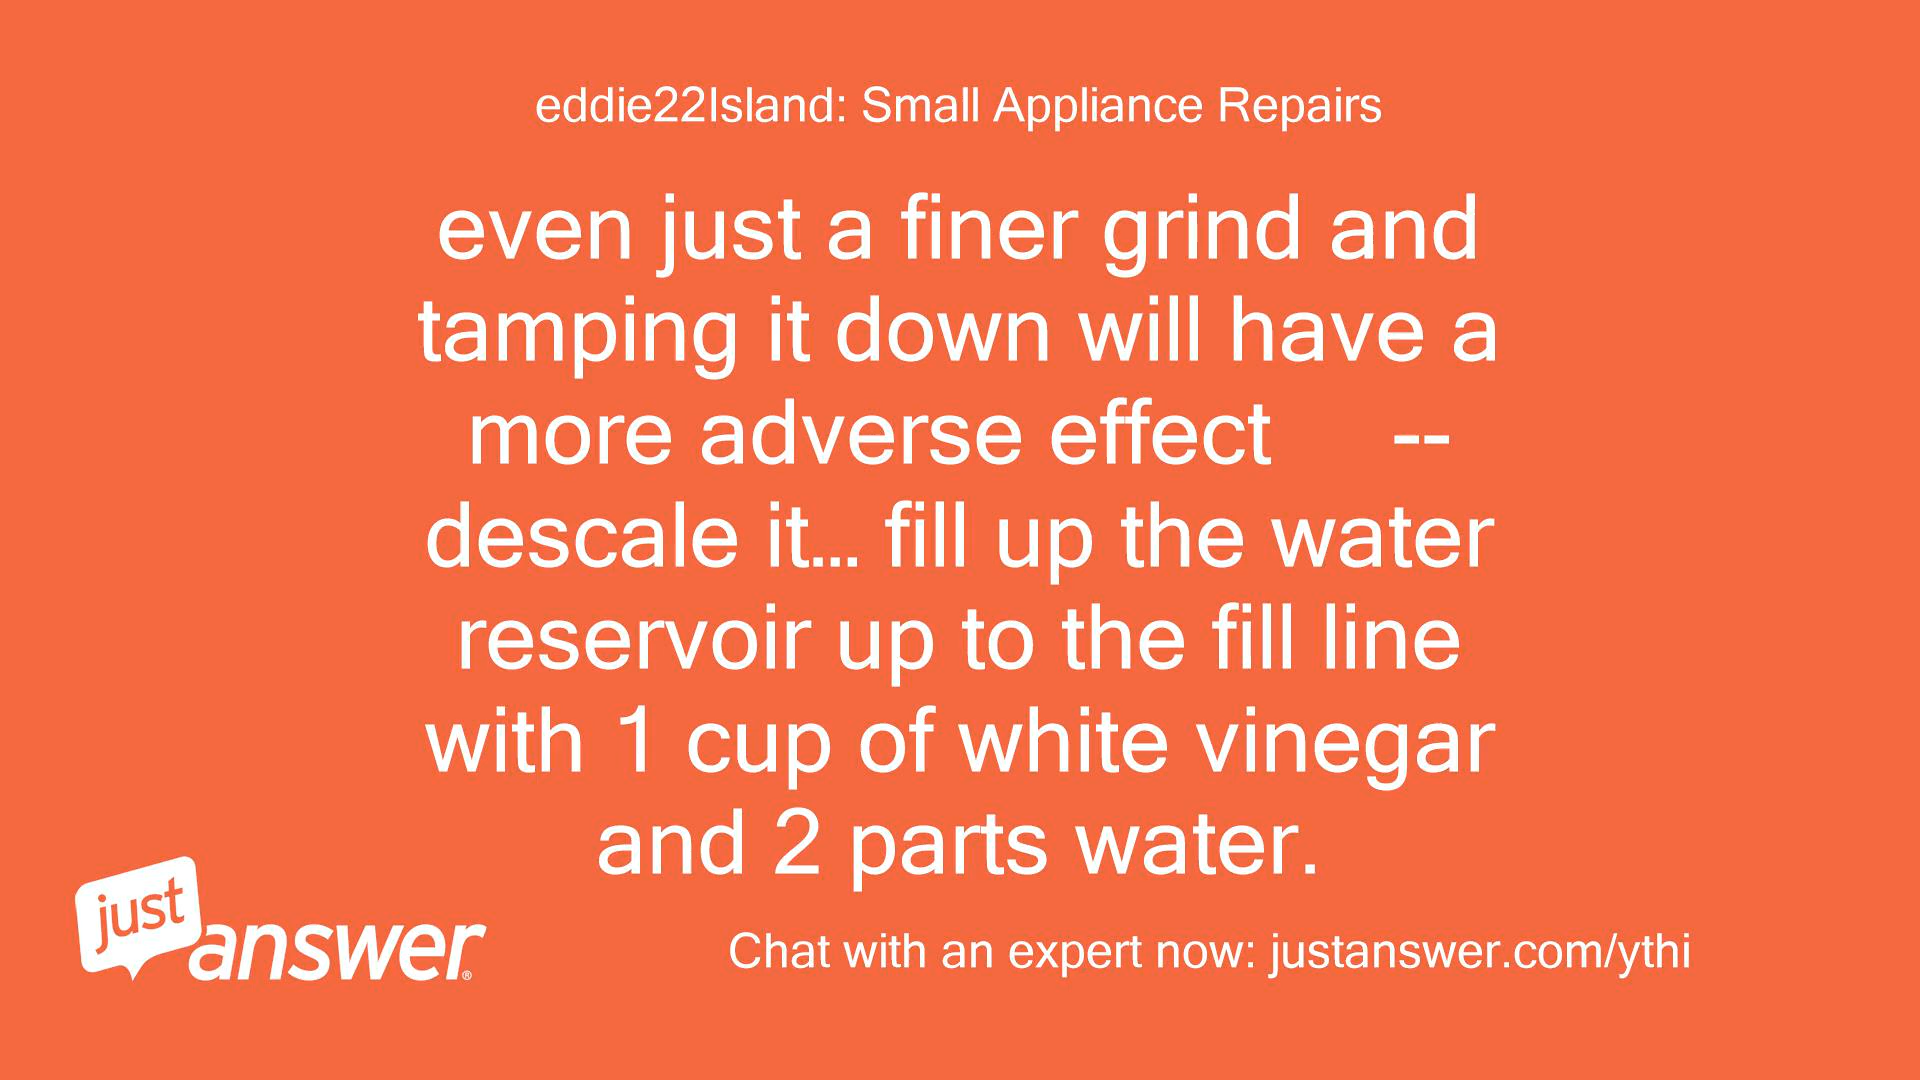 eddie22Island: Small Appliance Repairs
even just a finer grind and
tamping it down will have a
more adverse effect     --
descale it... fill up the water
reservoir up to the fill line
with 1 cup of white vinegar
and 2 parts water.
just
answer®
Chat with an expert now: justanswer.com/ythi